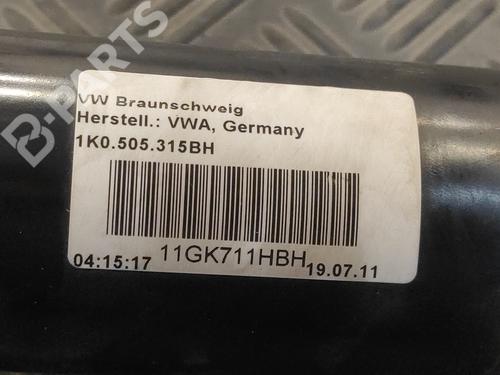 B-PARTS
VW Braunschweig
Herstell.: VWA, Germany
1K0.505.315BH
11GK711HBH
04:15:17
19.07.11